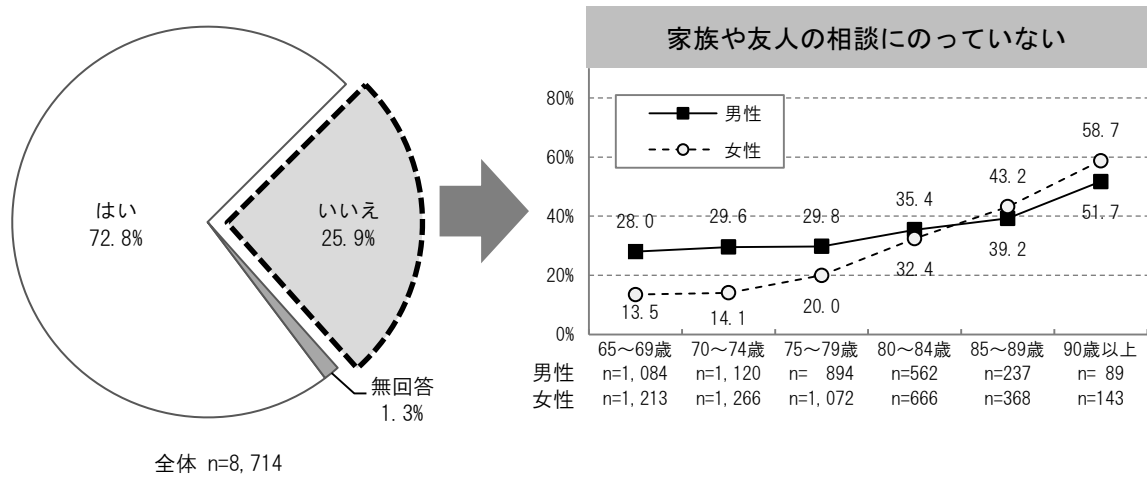 家族や友人の相談にのっていない
はい
72.8%
いいえ
25.9%
無回答
1.3%
全体 n=8,714
80%
60%
40%
20%
0%
男性
女性
28.0 29.6 29.8 35.4 39.2 51.7
13.5 14.1 20.0 32.4 43.2 58.7
65～69歳 70～74歳 75～79歳 80～84歳 85～89歳 90歳以上
男性 n=1,084 n=1,120 n= 894 n=562 n=237 n= 89
女性 n=1,213 n=1,266 n=1,072 n=666 n=368 n=143